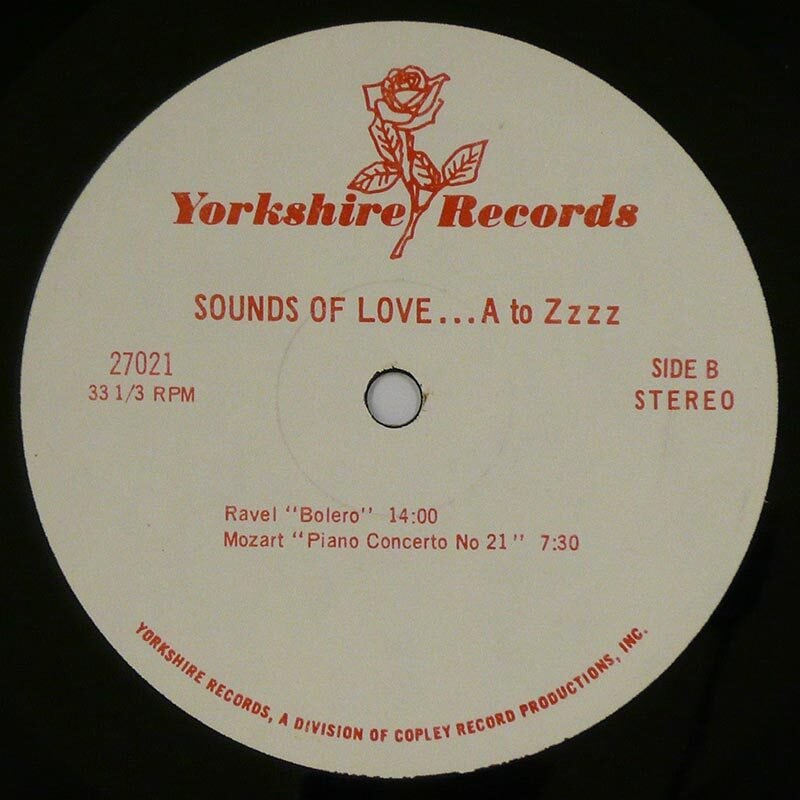 Yorkshire Records
SOUNDS OF LOVE...A to Zzzz
27021
33 1/3 RPM
SIDE B
STEREO
Ravel "Bolero" 14:00
Mozart "Piano Concerto No 21" 7:30
YORKSHIRE RECORDS, A DIVISION OF COPLEY RECORD PRODUCTIONS, INC.